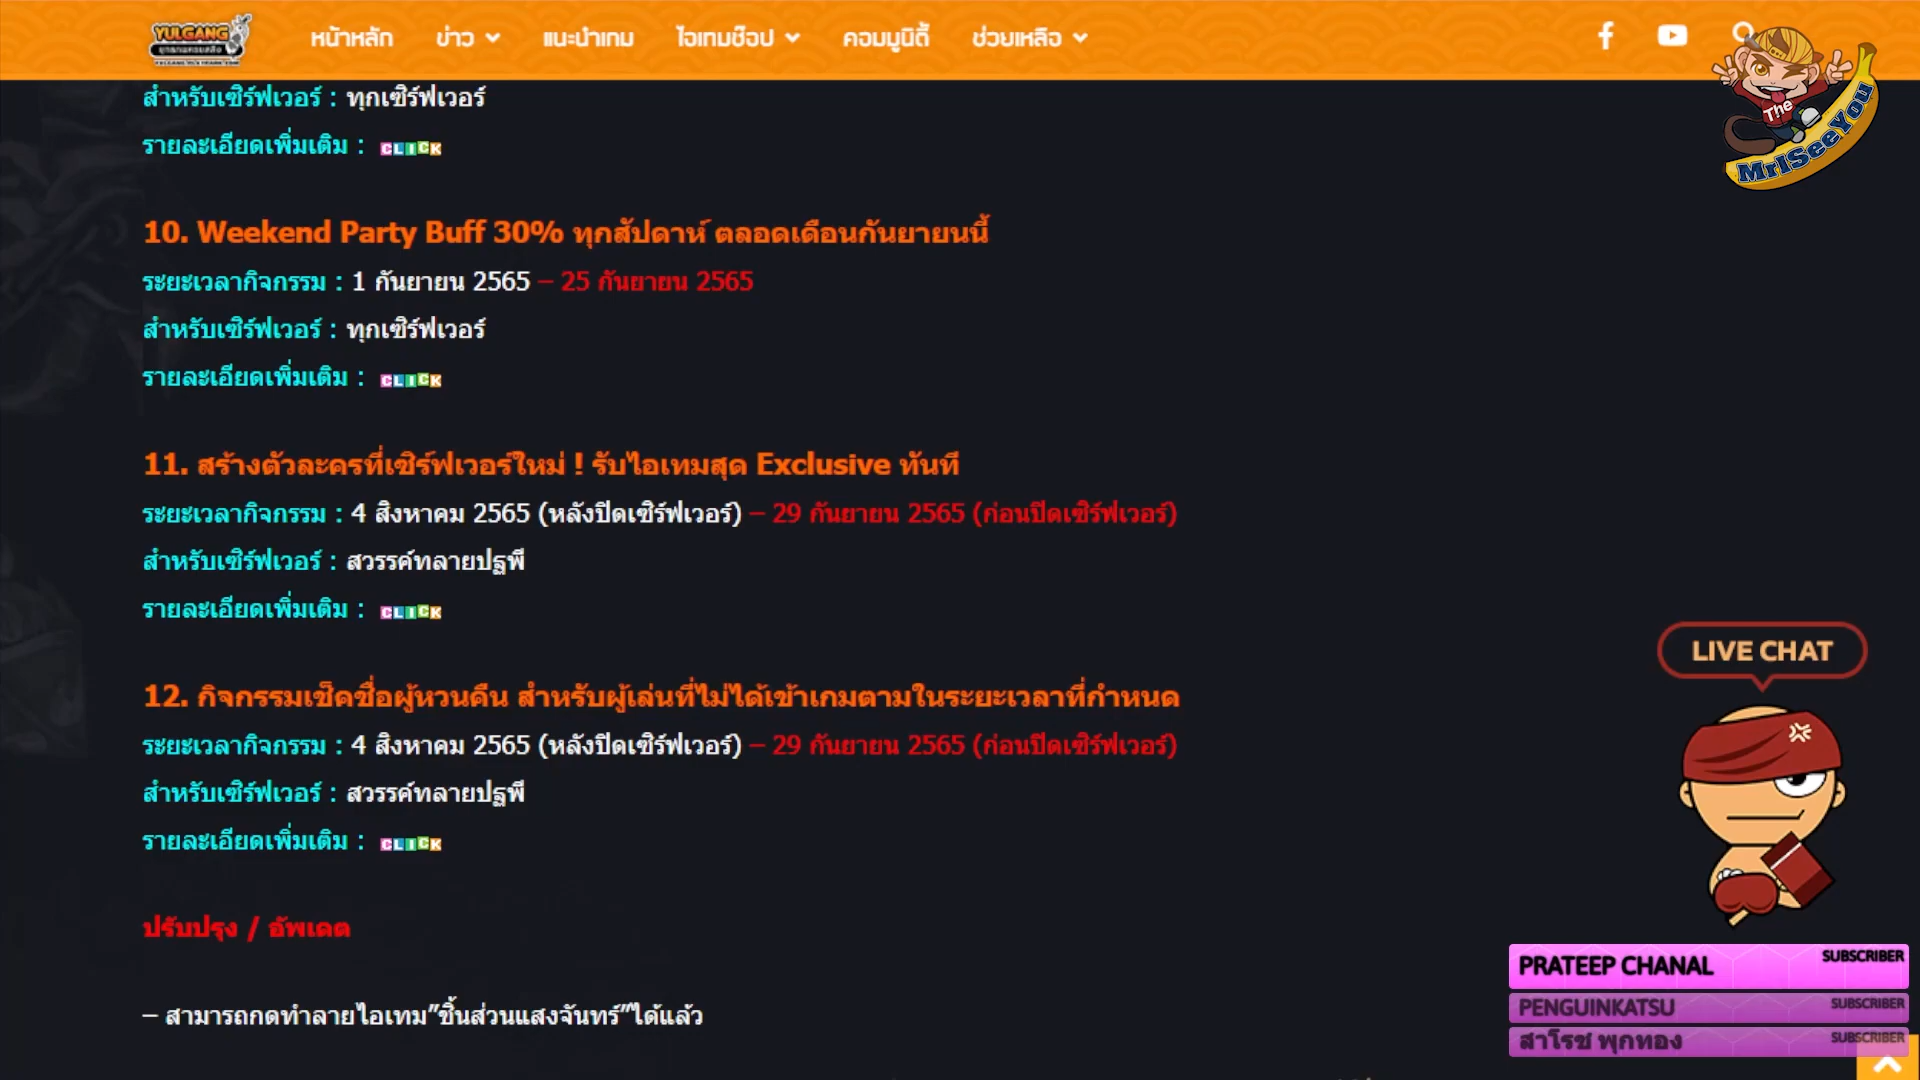 YULGANG
หน้าหลัก ข่าว แนะนำเกม ไอเทมช็อป คอมมูนิตี้ ช่วยเหลือ
The
MrISeeYou
สำหรับเซิร์ฟเวอร์ : ทุกเซิร์ฟเวอร์
รายละเอียดเพิ่มเติม : CLICK
10. Weekend Party Buff 30% ทุกสัปดาห์ ตลอดเดือนกันยายนนี้
ระยะเวลากิจกรรม : 1 กันยายน 2565 – 25 กันยายน 2565
สำหรับเซิร์ฟเวอร์ : ทุกเซิร์ฟเวอร์
รายละเอียดเพิ่มเติม : CLICK
11. สร้างตัวละครที่เซิร์ฟเวอร์ใหม่ ! รับไอเทมสุด Exclusive ทันที
ระยะเวลากิจกรรม : 4 สิงหาคม 2565 (หลังปิดเซิร์ฟเวอร์) – 29 กันยายน 2565 (ก่อนปิดเซิร์ฟเวอร์)
สำหรับเซิร์ฟเวอร์ : สวรรค์ทลายปฐพี
รายละเอียดเพิ่มเติม : CLICK
LIVE CHAT
12. กิจกรรมเช็คชื่อผู้หวนคืน สำหรับผู้เล่นที่ไม่ได้เข้าเกมตามในระยะเวลาที่กำหนด
ระยะเวลากิจกรรม : 4 สิงหาคม 2565 (หลังปิดเซิร์ฟเวอร์) – 29 กันยายน 2565 (ก่อนปิดเซิร์ฟเวอร์)
สำหรับเซิร์ฟเวอร์ : สวรรค์ทลายปฐพี
รายละเอียดเพิ่มเติม : CLICK
ปรับปรุง / อัพเดต
– สามารถกดทำลายไอเทม"ชิ้นส่วนแสงจันทร์"ได้แล้ว
PRATEEP CHANAL SUBSCRIBER
PENGUINKATSU SUBSCRIBER
สาโรช พุกทอง SUBSCRIBER